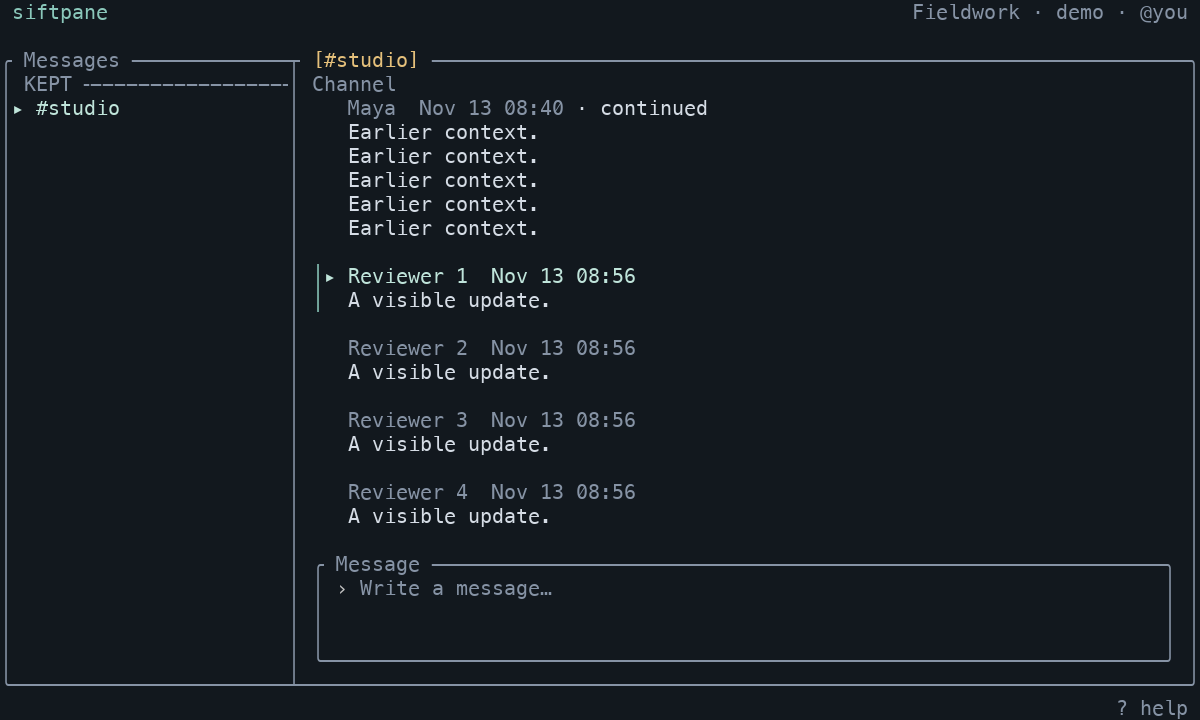 siftpane
Fieldwork · demo · @you
Messages
KEPT
▸ #studio
[#studio]
Channel
Maya  Nov 13 08:40 · continued
Earlier context.
Earlier context.
Earlier context.
Earlier context.
Earlier context.
▸ Reviewer 1  Nov 13 08:56
A visible update.
Reviewer 2  Nov 13 08:56
A visible update.
Reviewer 3  Nov 13 08:56
A visible update.
Reviewer 4  Nov 13 08:56
A visible update.
Message
› Write a message…
? help